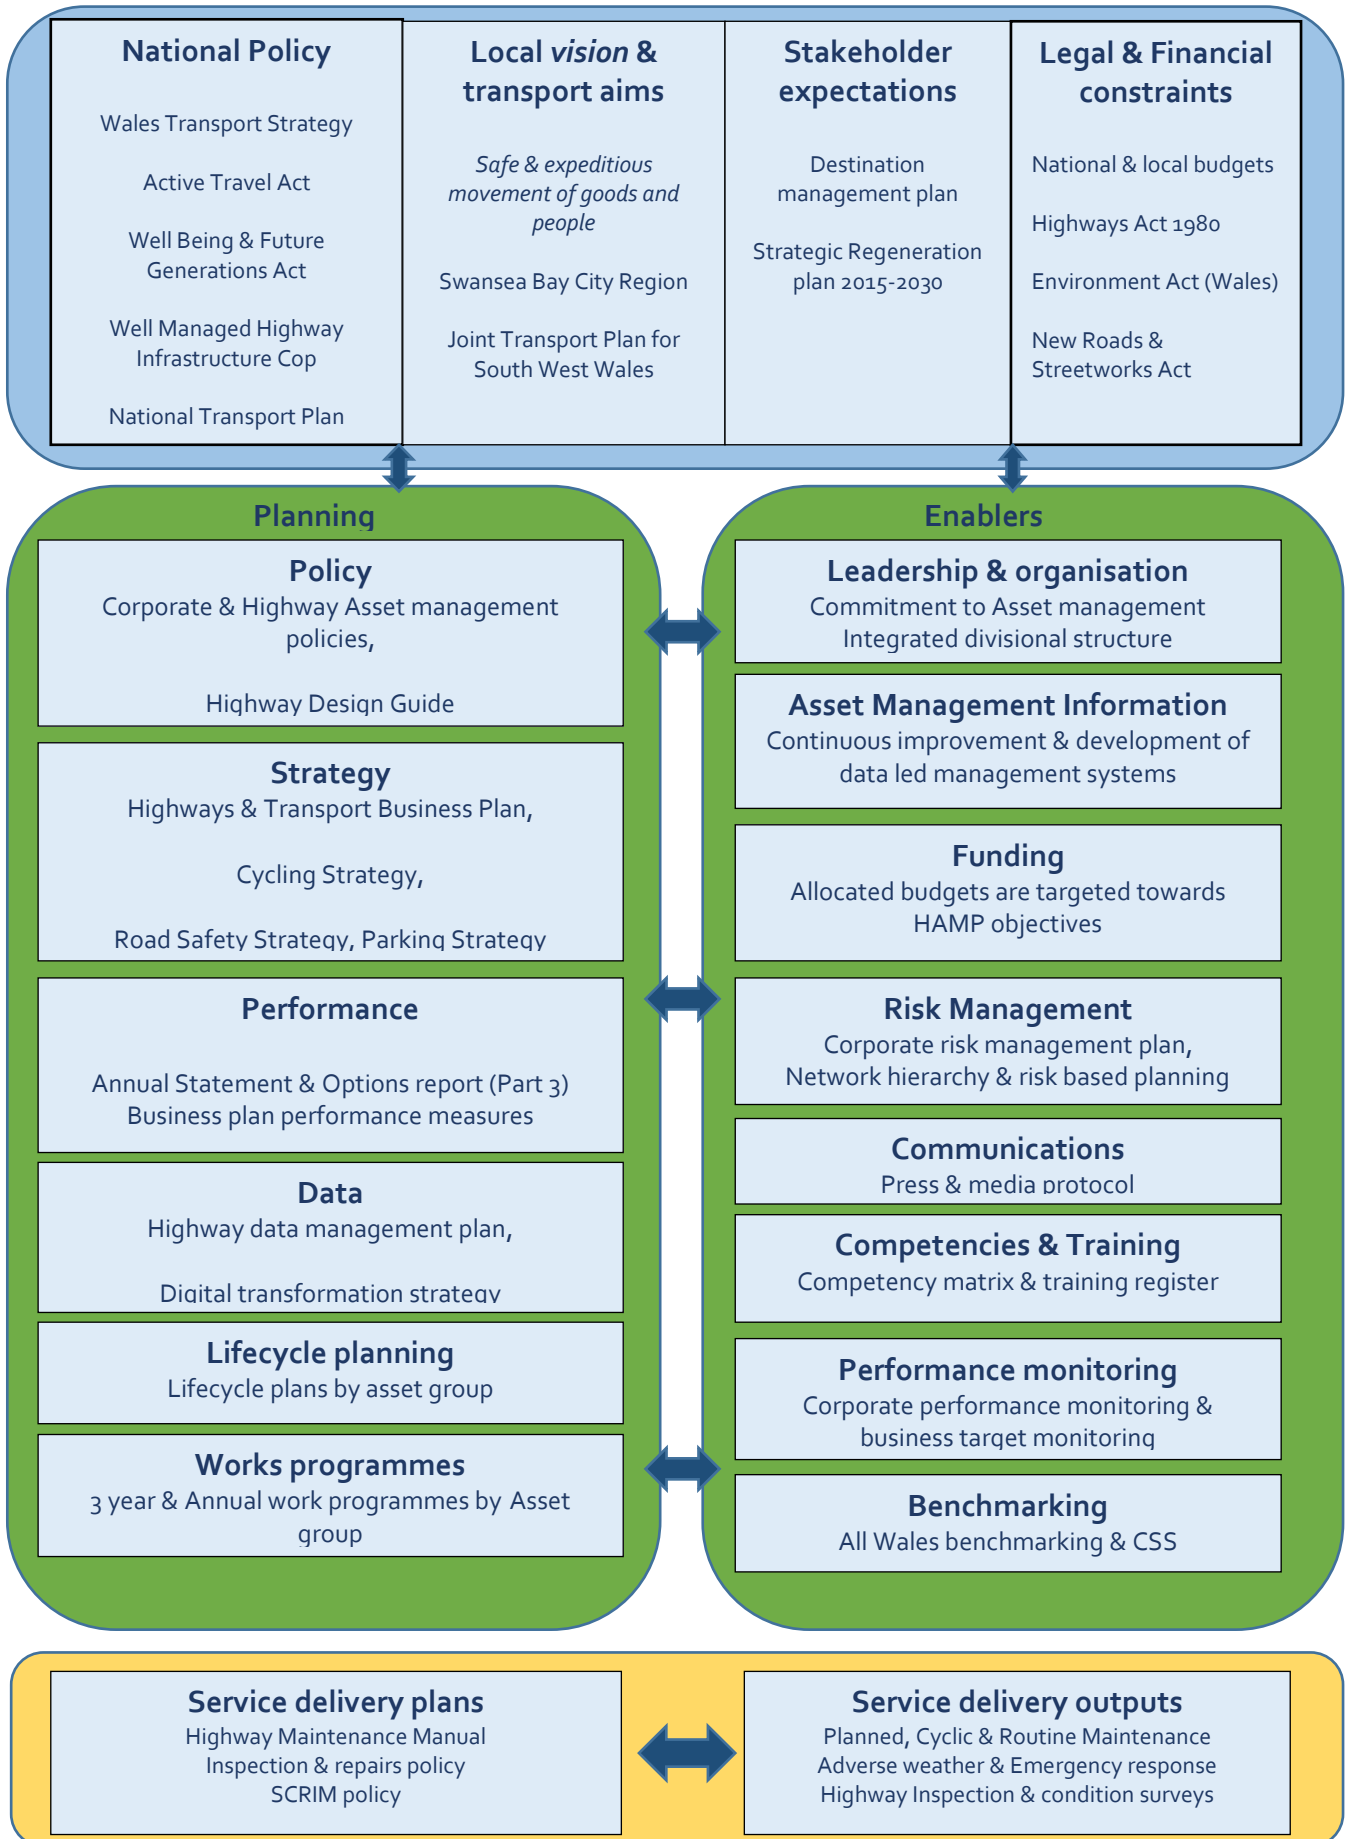 National Policy
Wales Transport Strategy
Active Travel Act
Well Being & Future
Generations Act
Well Managed Highway
Infrastructure Cop
National Transport Plan
Local vision &
transport aims
Safe & expeditious
movement of goods and
people
Swansea Bay City Region
Joint Transport Plan for
South West Wales
Stakeholder
expectations
Destination
management plan
Strategic Regeneration
plan 2015-2030
Legal & Financial
constraints
National & local budgets
Highways Act 1980
Environment Act (Wales)
New Roads &
Streetworks Act
Planning
Policy
Corporate & Highway Asset management
policies,
Highway Design Guide
Strategy
Highways & Transport Business Plan,
Cycling Strategy,
Road Safety Strategy, Parking Strategy
Performance
Annual Statement & Options report (Part 3)
Business plan performance measures
Data
Highway data management plan,
Digital transformation strategy
Lifecycle planning
Lifecycle plans by asset group
Works programmes
3 year & Annual work programmes by Asset
group
Enablers
Leadership & organisation
Commitment to Asset management
Integrated divisional structure
Asset Management Information
Continuous improvement & development of
data led management systems
Funding
Allocated budgets are targeted towards
HAMP objectives
Risk Management
Corporate risk management plan,
Network hierarchy & risk based planning
Communications
Press & media protocol
Competencies & Training
Competency matrix & training register
Performance monitoring
Corporate performance monitoring &
business target monitoring
Benchmarking
All Wales benchmarking & CSS
Service delivery plans
Highway Maintenance Manual
Inspection & repairs policy
SCRIM policy
Service delivery outputs
Planned, Cyclic & Routine Maintenance
Adverse weather & Emergency response
Highway Inspection & condition surveys